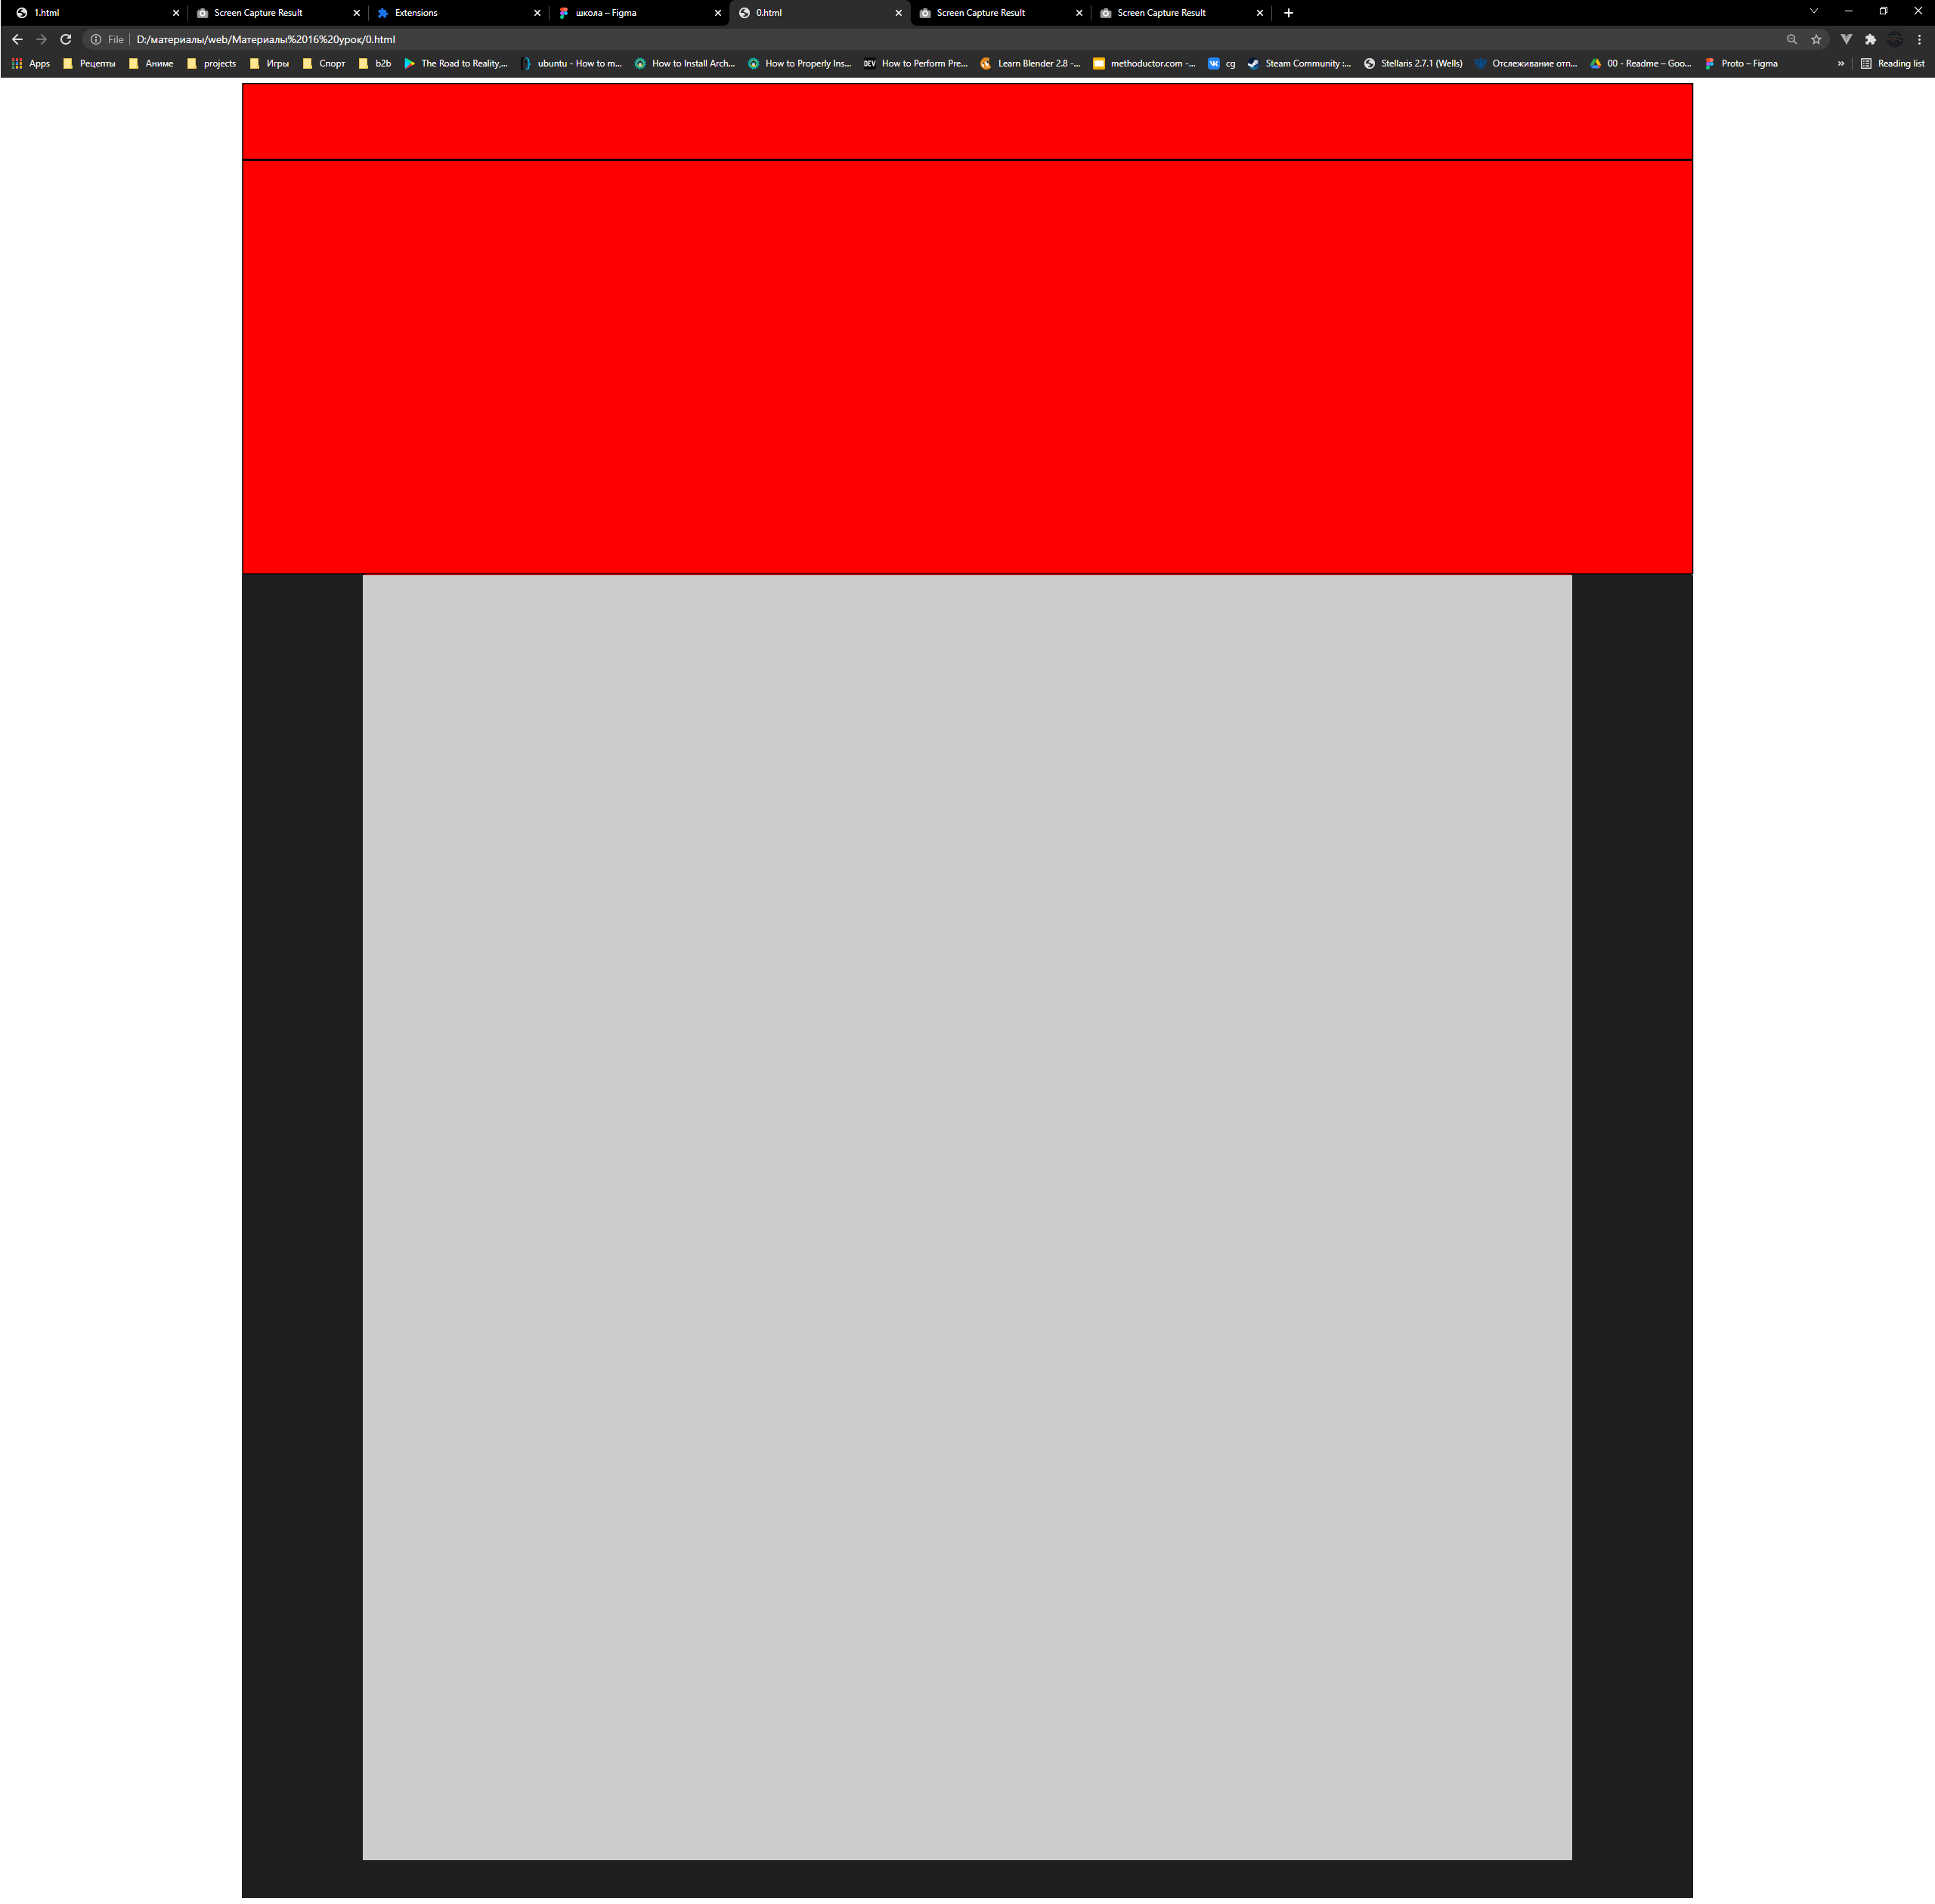 1.html Screen Capture Result Extensions школа – Figma 0.html Screen Capture Result Screen Capture Result
File D:/материалы/web/Материалы%2016%20урок/0.html
Apps Рецепты Аниме projects Игры Спорт b2b The Road to Reality,... ubuntu - How to m... How to Install Arch... How to Properly Ins... DEV How to Perform Pre... Learn Blender 2.8 -... methoductor.com -... cg Steam Community :... Stellaris 2.7.1 (Wells) Отслеживание отп... 00 - Readme – Goo... Proto – Figma » Reading list